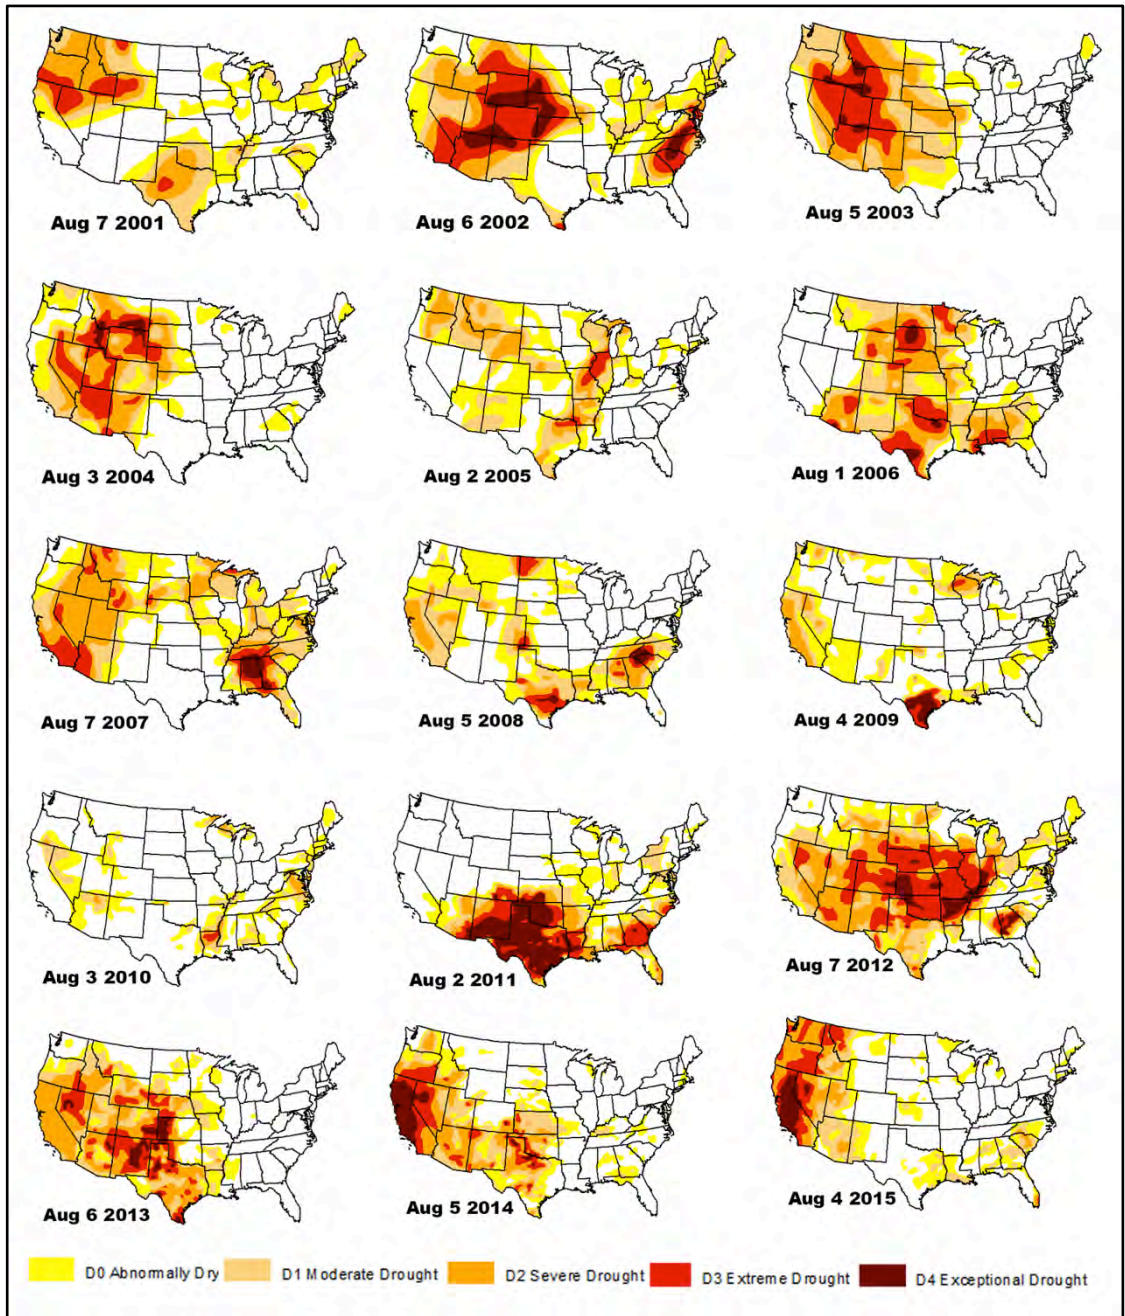 Aug 7 2001
Aug 6 2002
Aug 5 2003
Aug 3 2004
Aug 2 2005
Aug 1 2006
Aug 7 2007
Aug 5 2008
Aug 4 2009
Aug 3 2010
Aug 2 2011
Aug 7 2012
Aug 6 2013
Aug 5 2014
Aug 4 2015
D0 Abnormally Dry
D1 Moderate Drought
D2 Severe Drought
D3 Extreme Drought
D4 Exceptional Drought